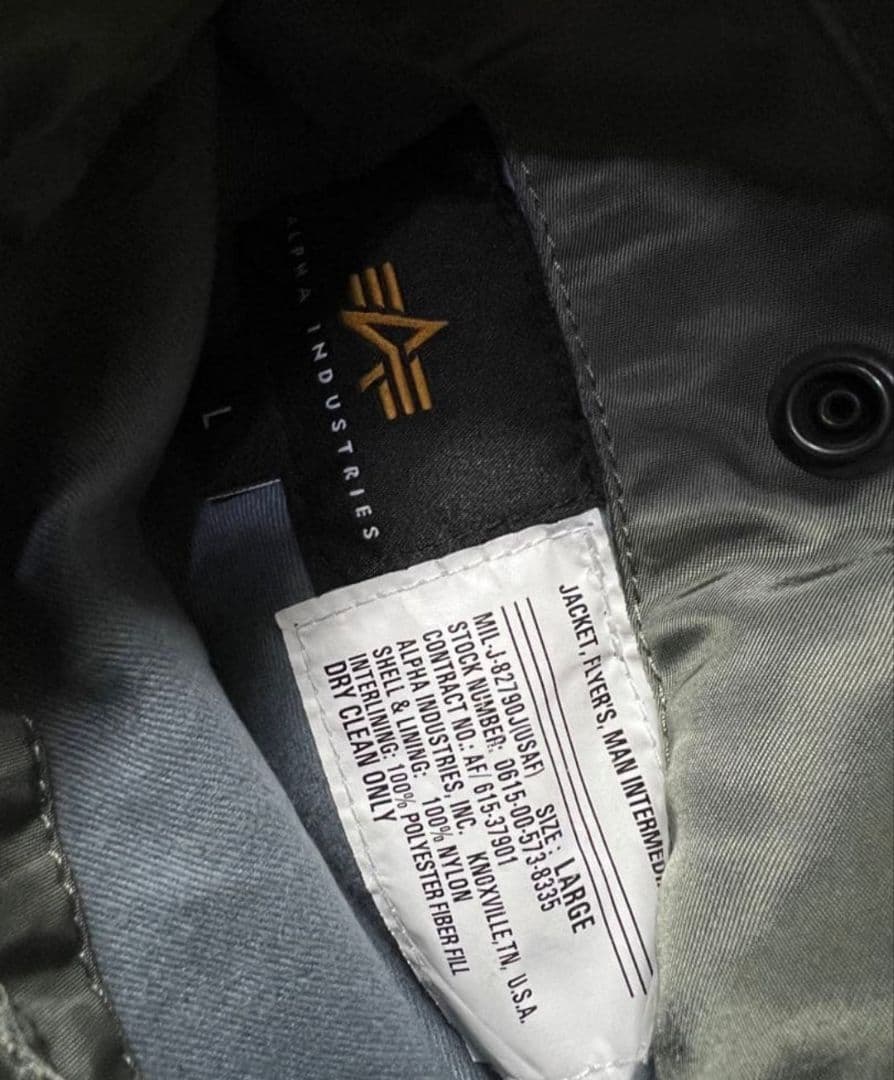 ALPHA INDUSTRIES
L
JACKET, FLYER'S, MAN INTERMEDI
MIL-J-82790J(USAF) SIZE: LARGE
STOCK NUMBER: 0615-00-573-8335
CONTRACT NO.: AF/ 615-37901
ALPHA INDUSTRIES, INC. KNOXVILLE, TN, U.S.A.
SHELL & LINING: 100% NYLON
INTERLINING: 100% POLYESTER FIBER FILL
DRY CLEAN ONLY